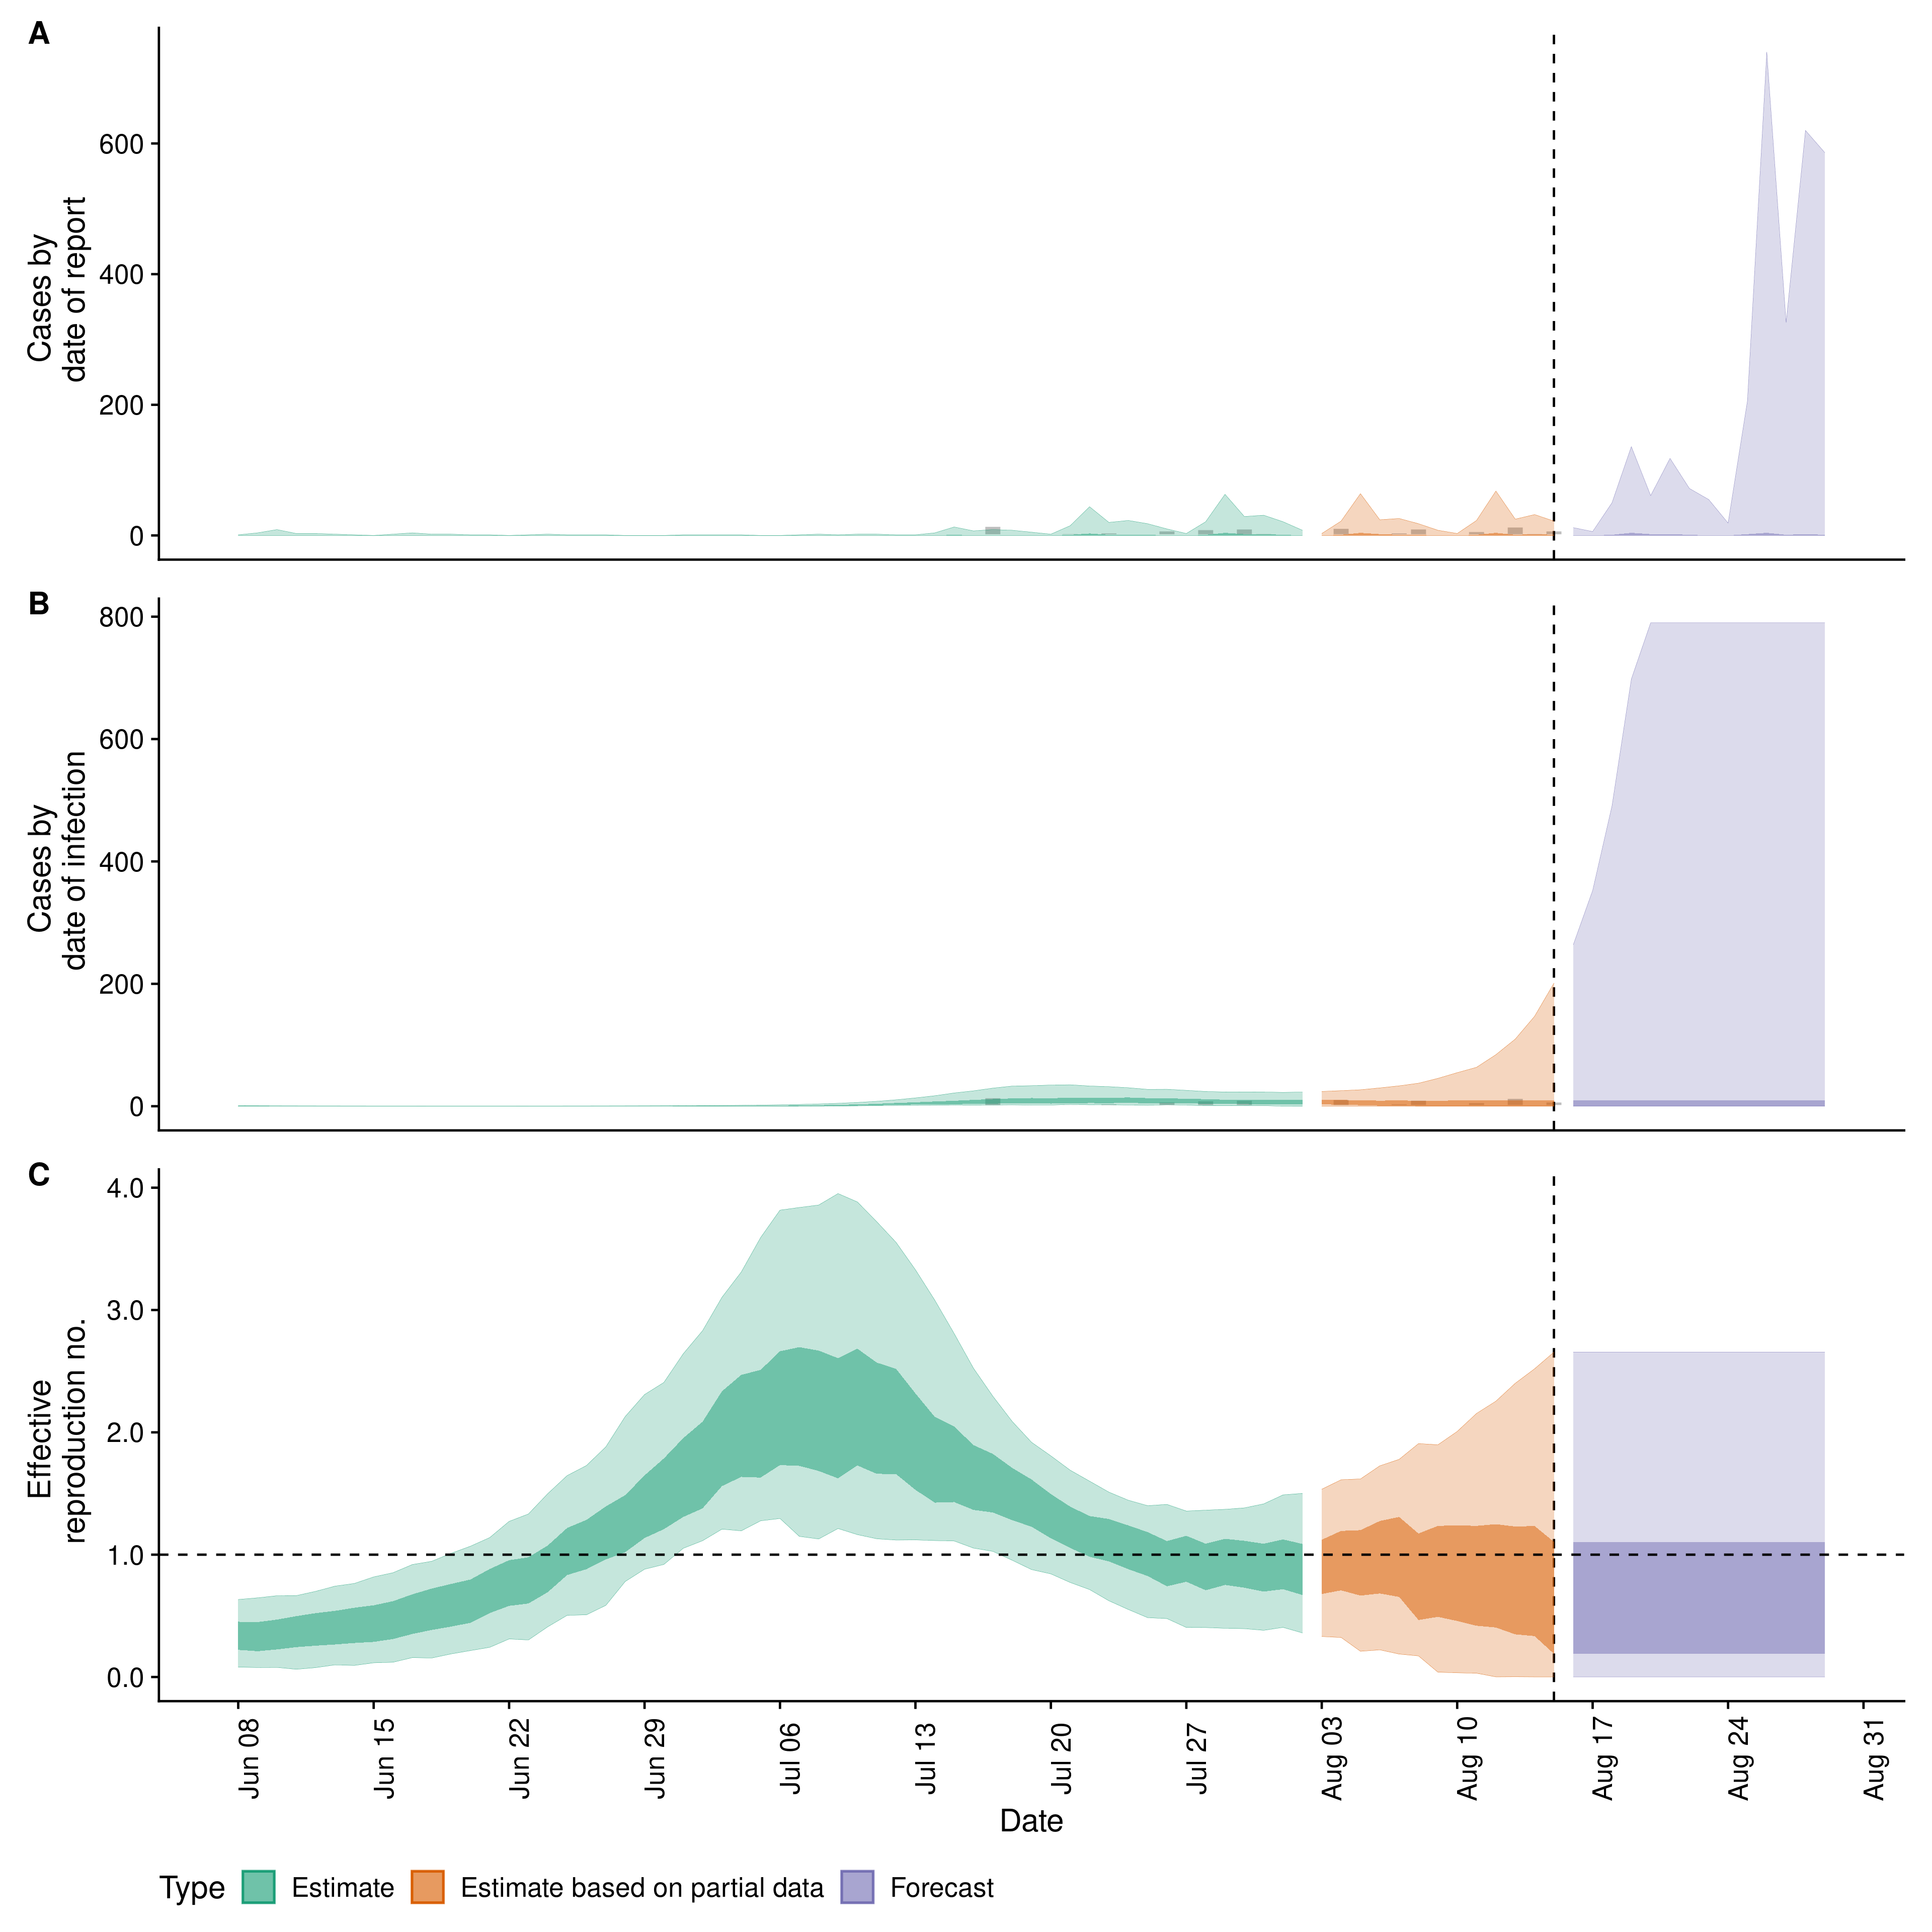 A
Cases by
date of report
600
400
200
0
B
Cases by
date of infection
800
600
400
200
0
C
Effective
reproduction no.
4.0
3.0
2.0
1.0
0.0
Jun 08
Jun 15
Jun 22
Jun 29
Jul 06
Jul 13
Jul 20
Jul 27
Aug 03
Aug 10
Aug 17
Aug 24
Aug 31
Date
Type Estimate Estimate based on partial data Forecast